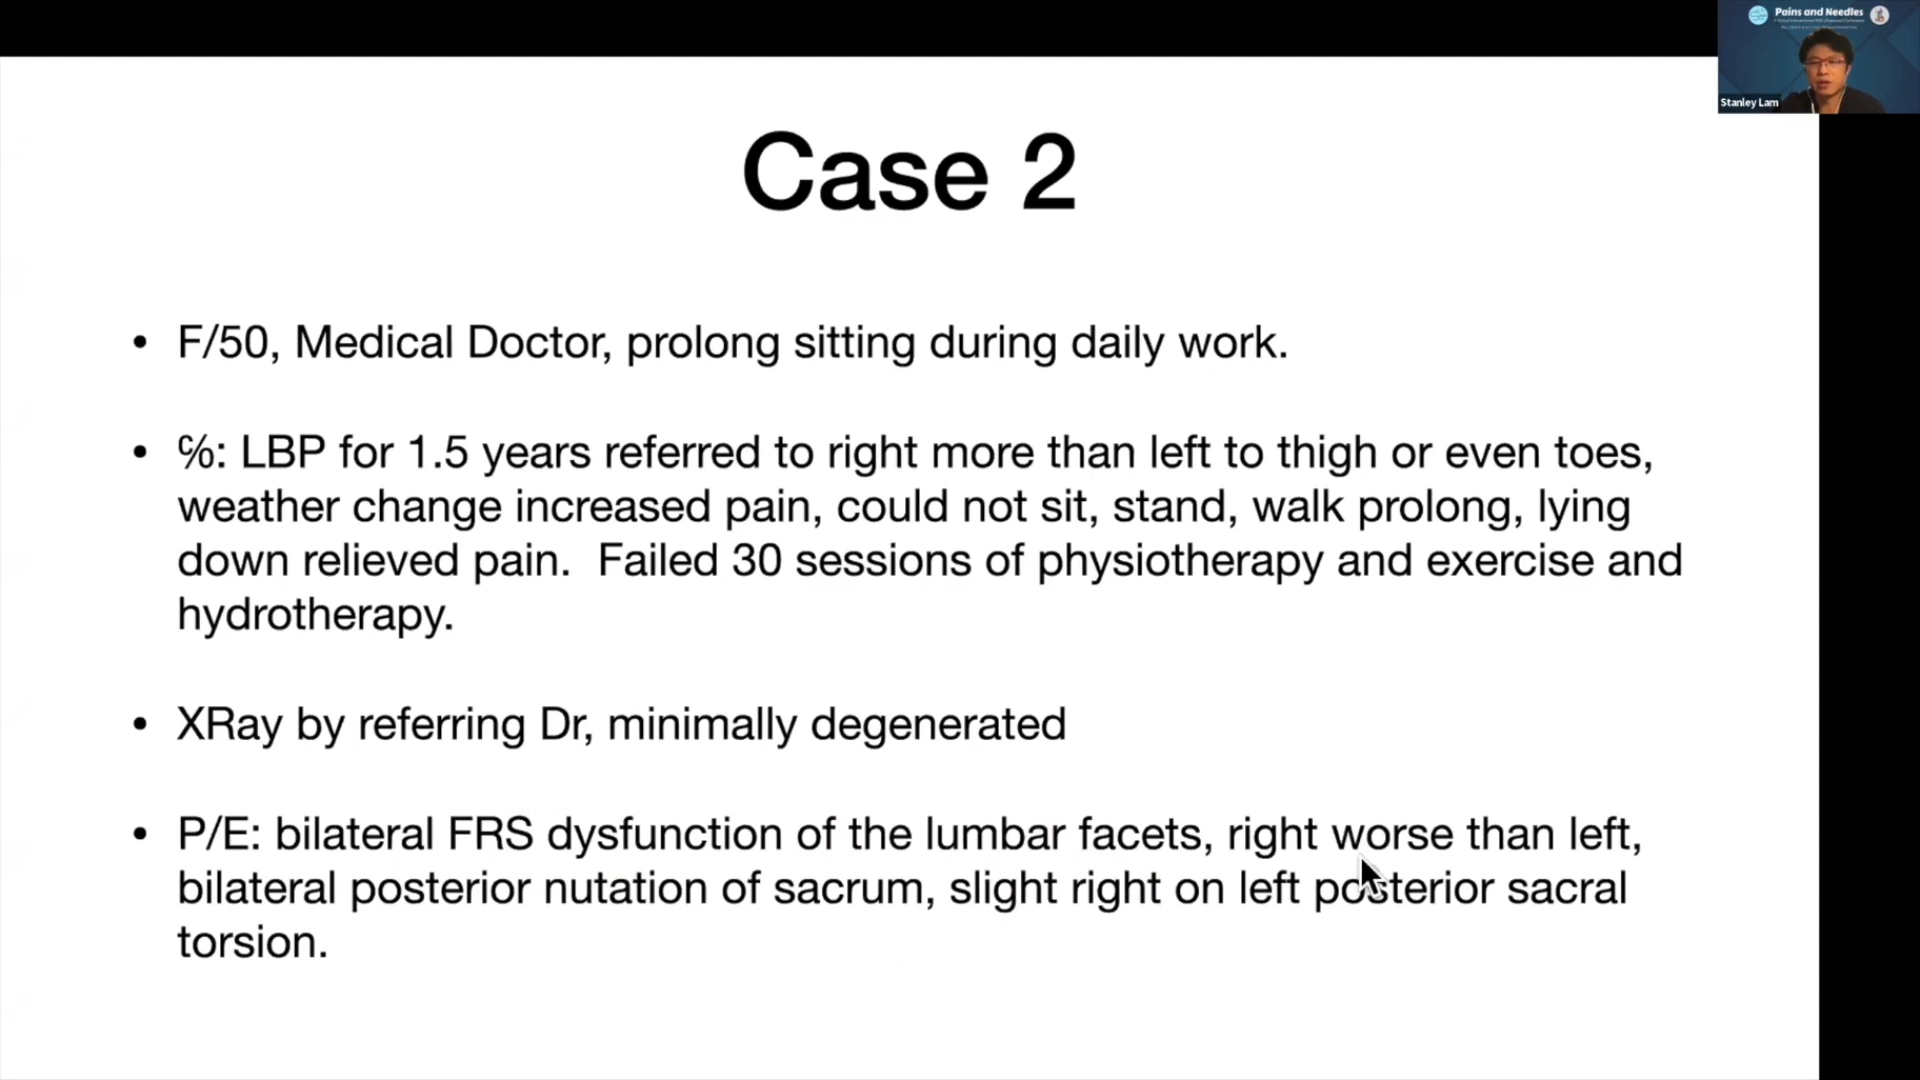 Pains and Needles
Stanley Lam
Case 2
• F/50, Medical Doctor, prolong sitting during daily work.
• ℅: LBP for 1.5 years referred to right more than left to thigh or even toes,
weather change increased pain, could not sit, stand, walk prolong, lying
down relieved pain.  Failed 30 sessions of physiotherapy and exercise and
hydrotherapy.
• XRay by referring Dr, minimally degenerated
• P/E: bilateral FRS dysfunction of the lumbar facets, right worse than left,
bilateral posterior nutation of sacrum, slight right on left posterior sacral
torsion.